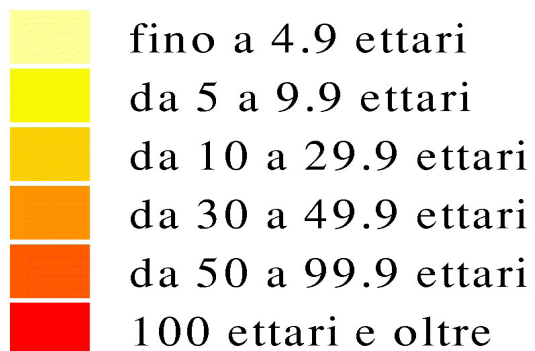 fino a 4.9 ettari
da 5 a 9.9 ettari
da 10 a 29.9 ettari
da 30 a 49.9 ettari
da 50 a 99.9 ettari
100 ettari e oltre